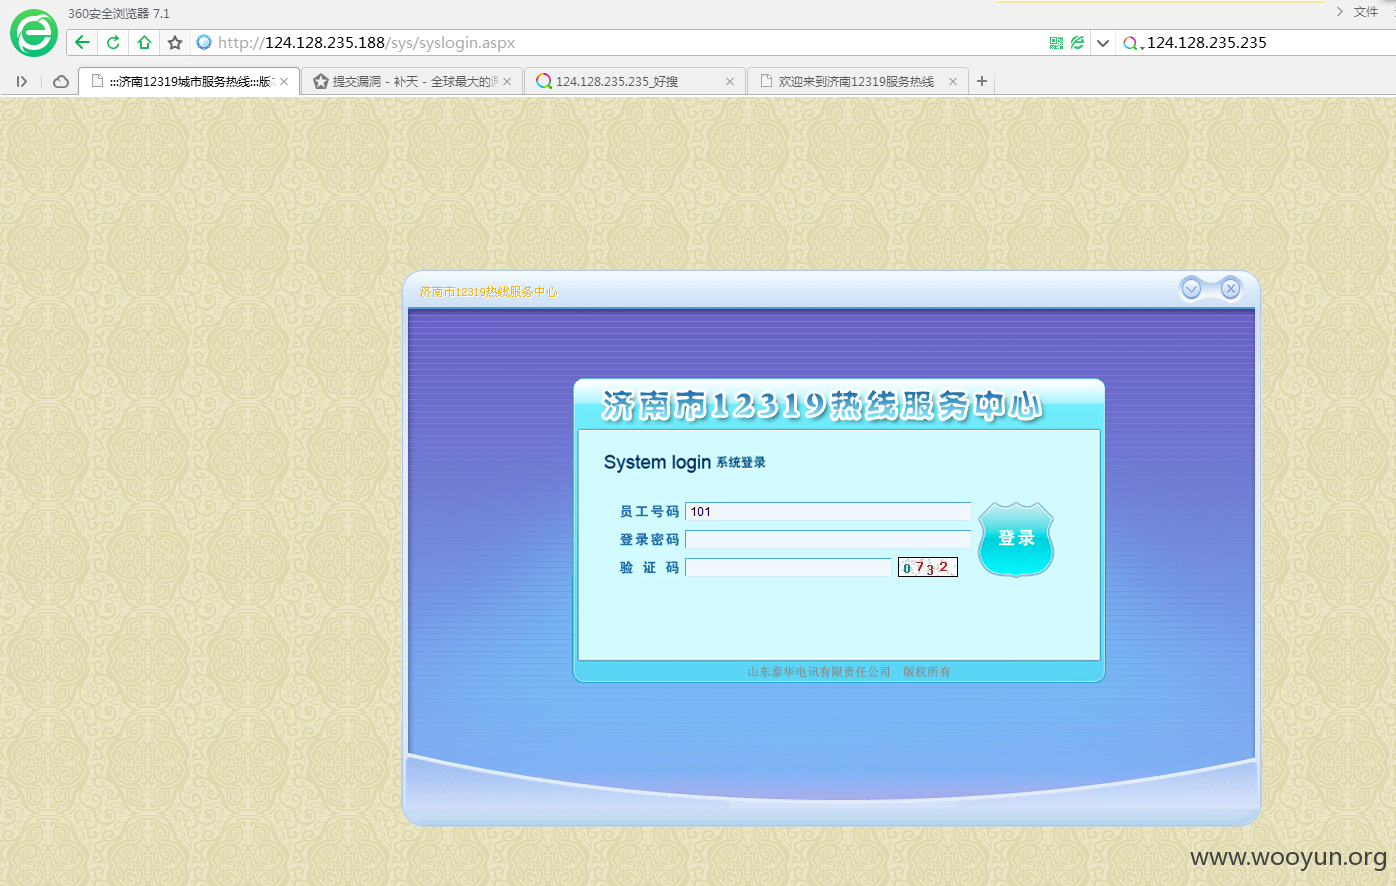 360安全浏览器 7.1
文件
http://124.128.235.188/sys/syslogin.aspx
124.128.235.235
:::济南12319城市服务热线:::版
提交漏洞 - 补天 - 全球最大的
124.128.235.235_好搜
欢迎来到济南12319服务热线
济南市12319热线服务中心
济南市12319热线服务中心
System login 系统登录
员工号码 101
登录密码
登录
验 证 码 0732
山东泰华电讯有限责任公司 版权所有
www.wooyun.org